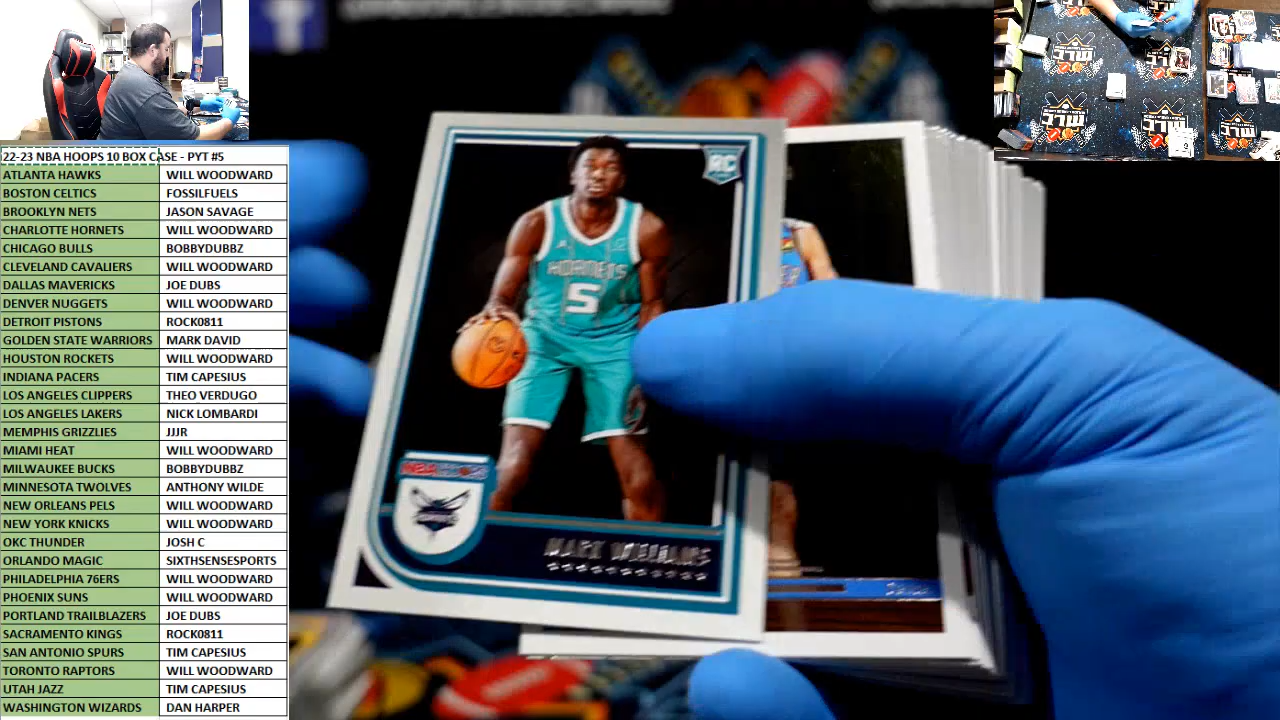 22-23 NBA HOOPS 10 BOX CASE - PYT #5
ATLANTA HAWKS WILL WOODWARD
BOSTON CELTICS FOSSILFUELS
BROOKLYN NETS JASON SAVAGE
CHARLOTTE HORNETS WILL WOODWARD
CHICAGO BULLS BOBBYDUBBZ
CLEVELAND CAVALIERS WILL WOODWARD
DALLAS MAVERICKS JOE DUBS
DENVER NUGGETS WILL WOODWARD
DETROIT PISTONS ROCK0811
GOLDEN STATE WARRIORS MARK DAVID
HOUSTON ROCKETS WILL WOODWARD
INDIANA PACERS TIM CAPESIUS
LOS ANGELES CLIPPERS THEO VERDUGO
LOS ANGELES LAKERS NICK LOMBARDI
MEMPHIS GRIZZLIES JJJR
MIAMI HEAT WILL WOODWARD
MILWAUKEE BUCKS BOBBYDUBBZ
MINNESOTA TWOLVES ANTHONY WILDE
NEW ORLEANS PELS WILL WOODWARD
NEW YORK KNICKS WILL WOODWARD
OKC THUNDER JOSH C
ORLANDO MAGIC SIXTHSENSESPORTS
PHILADELPHIA 76ERS WILL WOODWARD
PHOENIX SUNS WILL WOODWARD
PORTLAND TRAILBLAZERS JOE DUBS
SACRAMENTO KINGS ROCK0811
SAN ANTONIO SPURS TIM CAPESIUS
TORONTO RAPTORS WILL WOODWARD
UTAH JAZZ TIM CAPESIUS
WASHINGTON WIZARDS DAN HARPER
RC
HORNETS
5
NBA HOOPS
MARK WILLIAMS